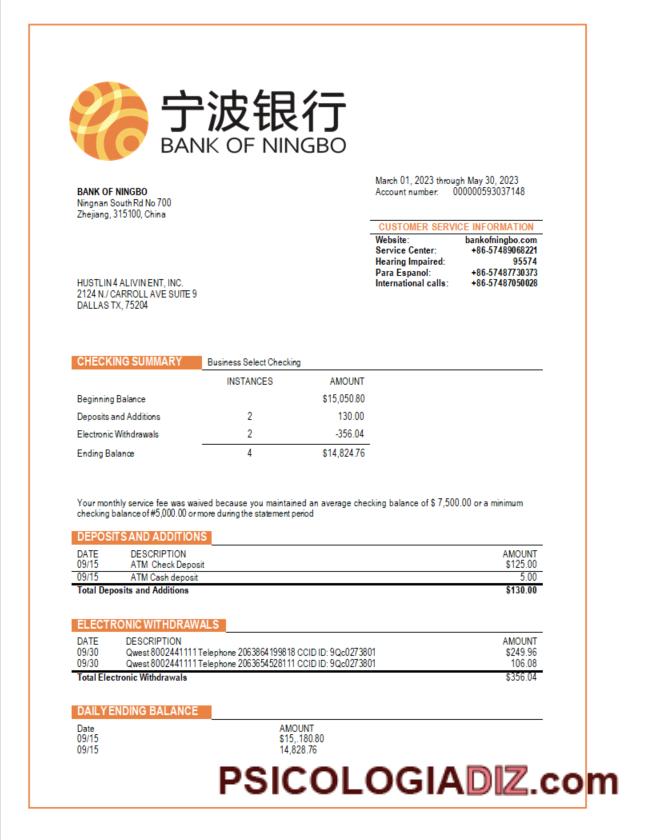 宁波银行
BANK OF NINGBO
March 01, 2023 through May 30, 2023
Account number: 000000593037148
BANK OF NINGBO
Ningnan South Rd No 700
Zhejiang, 315100, China
CUSTOMER SERVICE INFORMATION
Website: bankofningbo.com
Service Center: +86-57489068221
Hearing Impaired: 95574
Para Espanol: +86-57487730373
International calls: +86-57487050028
HUSTLIN 4 ALIVIN ENT, INC.
2124 N./ CARROLL AVE SUITE 9
DALLAS TX, 75204
CHECKING SUMMARY Business Select Checking
INSTANCES AMOUNT
Beginning Balance $15,050.80
Deposits and Additions 2 130.00
Electronic Withdrawals 2 -356.04
Ending Balance 4 $14,824.76
Your monthly service fee was waived because you maintained an average checking balance of $ 7,500.00 or a minimum
checking balance of #5,000.00 or more during the statement period
DEPOSITS AND ADDITIONS
DATE DESCRIPTION AMOUNT
09/15 ATM Check Deposit $125.00
09/15 ATM Cash deposit 5.00
Total Deposits and Additions $130.00
ELECTRONIC WITHDRAWALS
DATE DESCRIPTION AMOUNT
09/30 Qwest 8002441111 Telephone 2063864199818 CCID ID: 9Qc0273801 $249.96
09/30 Qwest 8002441111 Telephone 2063654528111 CCID ID: 9Qc0273801 106.08
Total Electronic Withdrawals $356.04
DAILY ENDING BALANCE
Date AMOUNT
09/15 $15,.180.80
09/15 14,828.76
PSICOLOGIADIZ.com